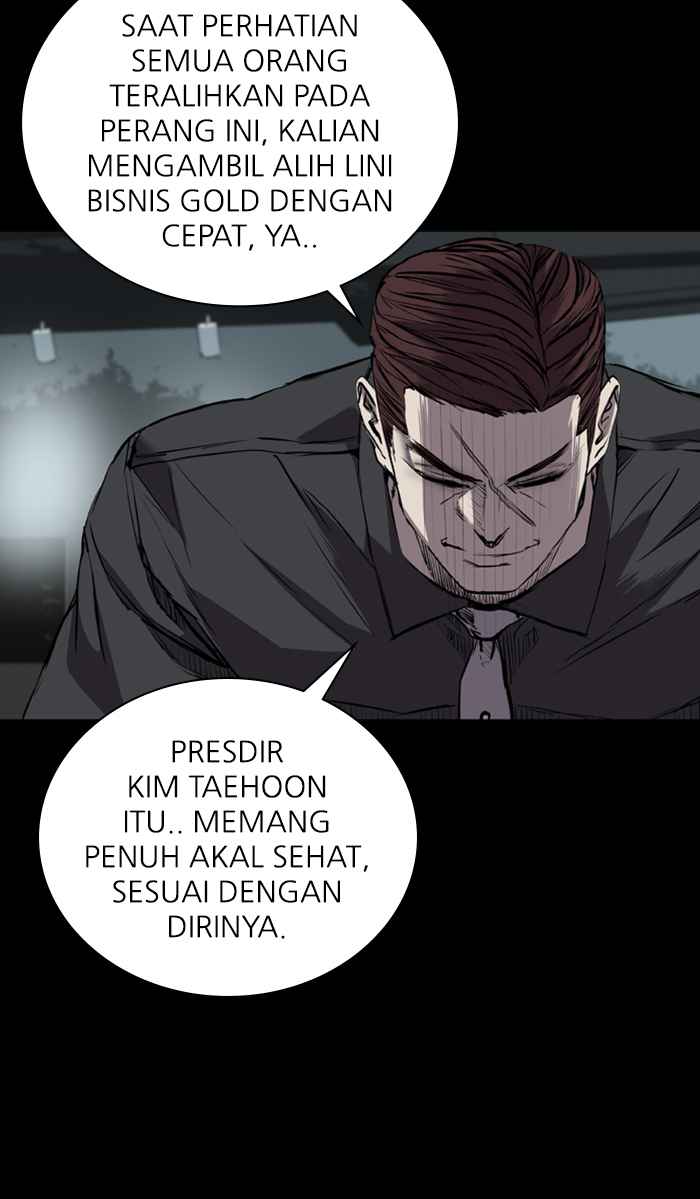 SAAT PERHATIAN
SEMUA ORANG
TERALIHKAN PADA
PERANG INI, KALIAN
MENGAMBIL ALIH LINI
BISNIS GOLD DENGAN
CEPAT, YA..
PRESDIR
KIM TAEHOON
ITU.. MEMANG
PENUH AKAL SEHAT,
SESUAI DENGAN
DIRINYA.